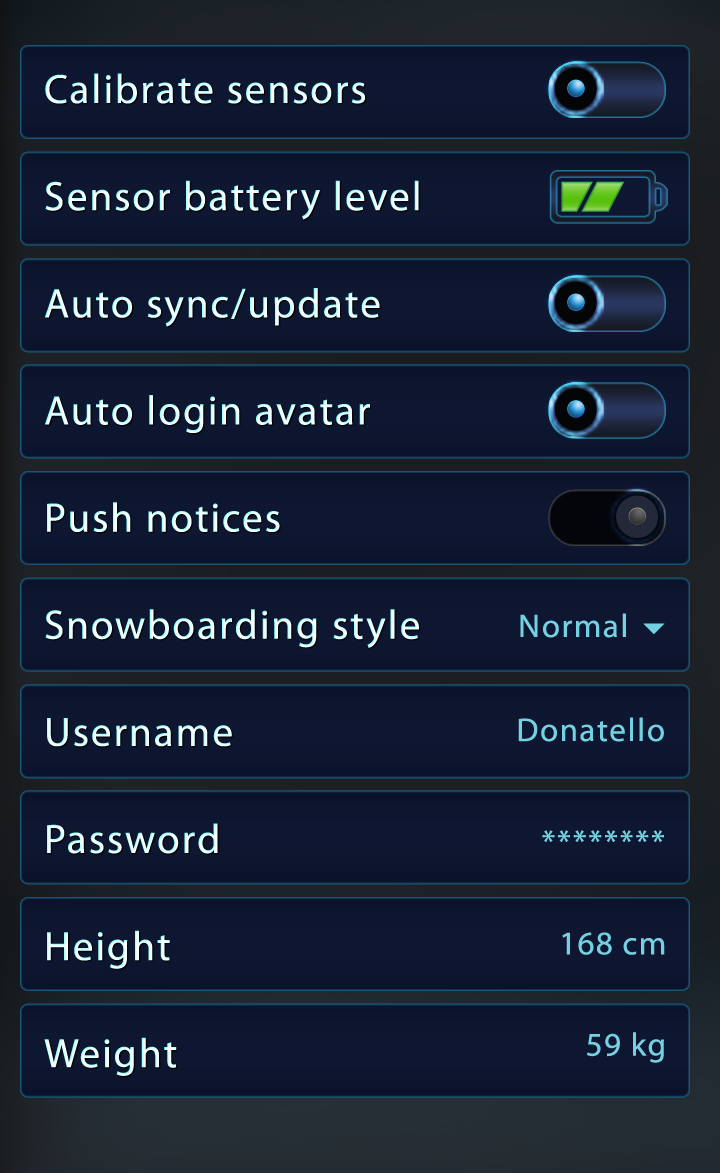 Calibrate sensors
Sensor battery level
Auto sync/update
Auto login avatar
Push notices
Snowboarding style Normal
Username Donatello
Password ********
Height 168 cm
Weight 59 kg